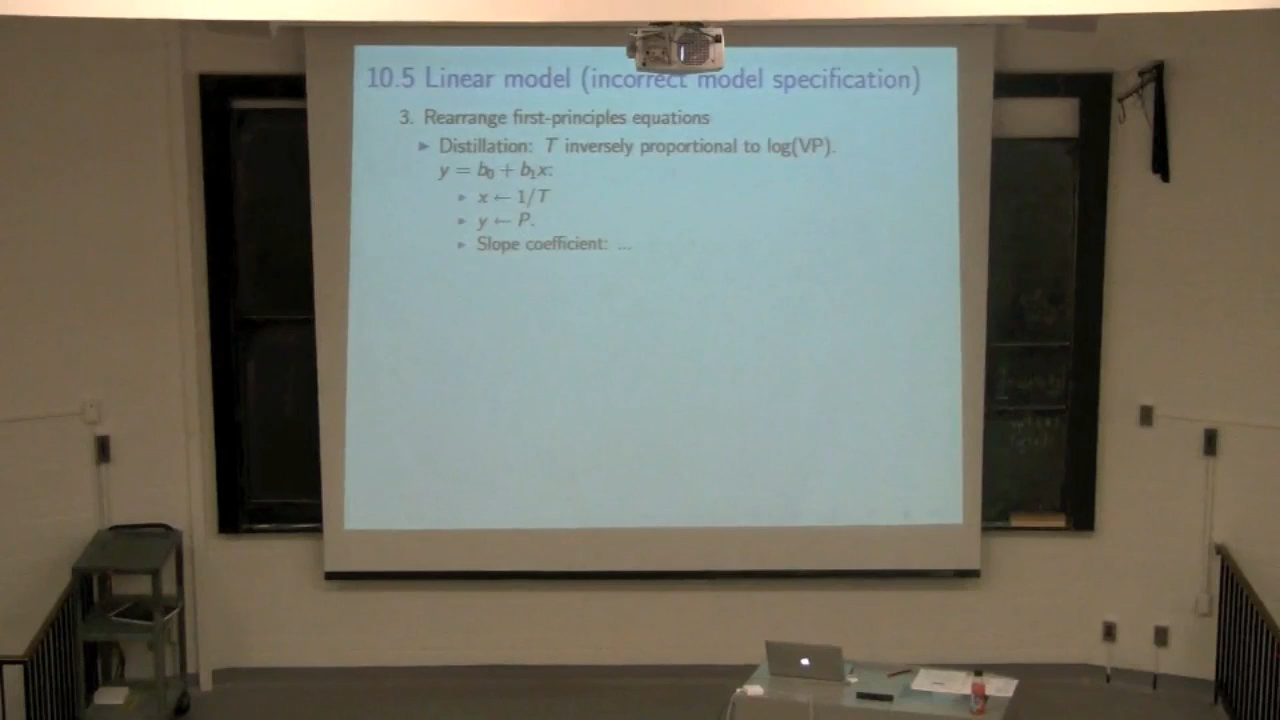 10.5 Linear model (incorrect model specification)
3. Rearrange first-principles equations
▸ Distillation: T inversely proportional to log(VP).
y = b₀ + b₁x:
▸ x ← 1/T
▸ y ← P.
▸ Slope coefficient: ...